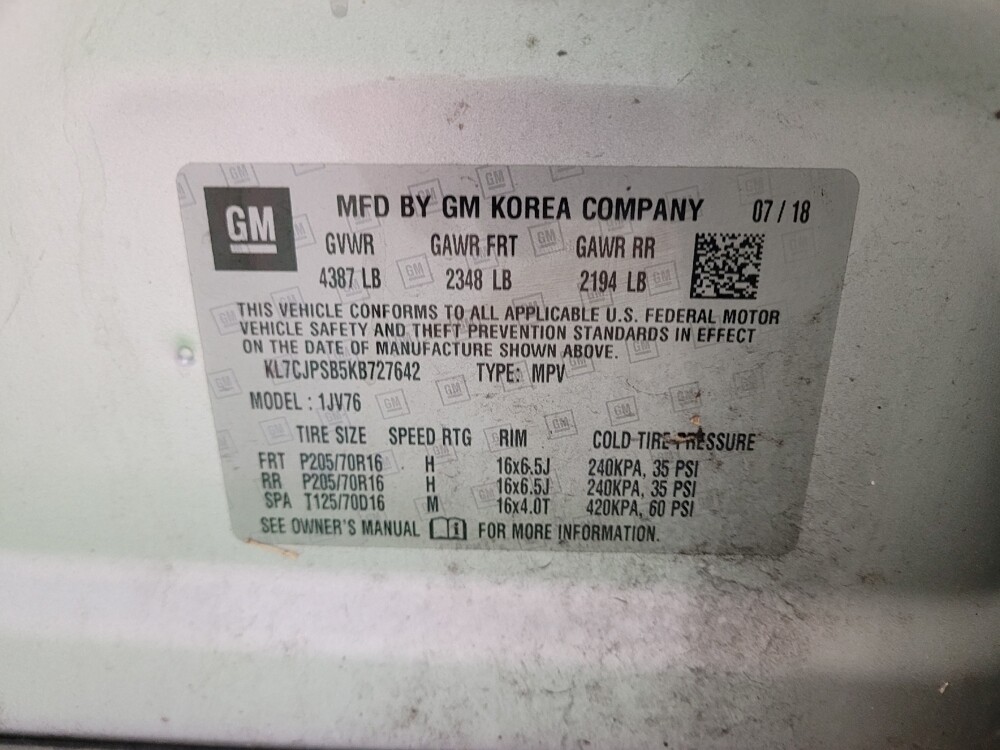 GM MFD BY GM KOREA COMPANY 07 / 18
GVWR GAWR FRT GAWR RR
4387 LB 2348 LB 2194 LB
THIS VEHICLE CONFORMS TO ALL APPLICABLE U.S. FEDERAL MOTOR
VEHICLE SAFETY AND THEFT PREVENTION STANDARDS IN EFFECT
ON THE DATE OF MANUFACTURE SHOWN ABOVE.
KL7CJPSB5KB727642 TYPE: MPV
MODEL : 1JV76
TIRE SIZE SPEED RTG RIM COLD TIRE PRESSURE
FRT P205/70R16 H 16x6.5J 240KPA, 35 PSI
RR P205/70R16 H 16x6.5J 240KPA, 35 PSI
SPA T125/70D16 M 16x4.0T 420KPA, 60 PSI
SEE OWNER'S MANUAL FOR MORE INFORMATION.